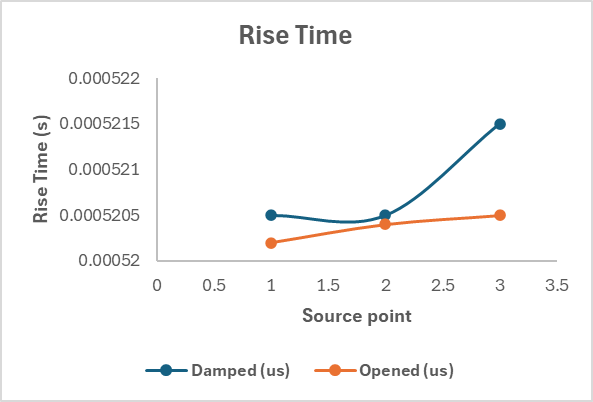 Rise Time
0.000522
0.0005215
0.000521
0.0005205
0.00052
Rise Time (s)
0 0.5 1 1.5 2 2.5 3 3.5
Source point
Damped (us) Opened (us)